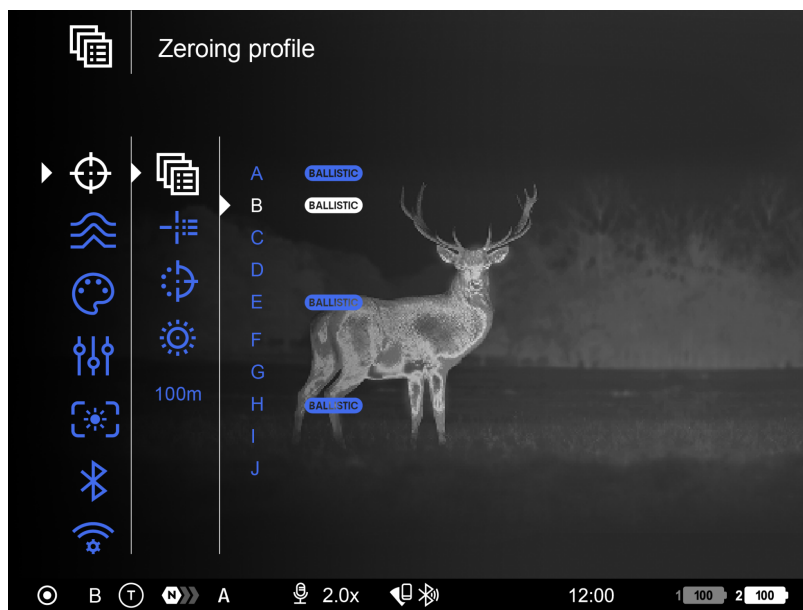 Zeroing profile
A BALLISTIC
B BALLISTIC
C
D
E BALLISTIC
F
G
100m
H BALLISTIC
I
J
B T N A 2.0x 12:00 1 100 2 100